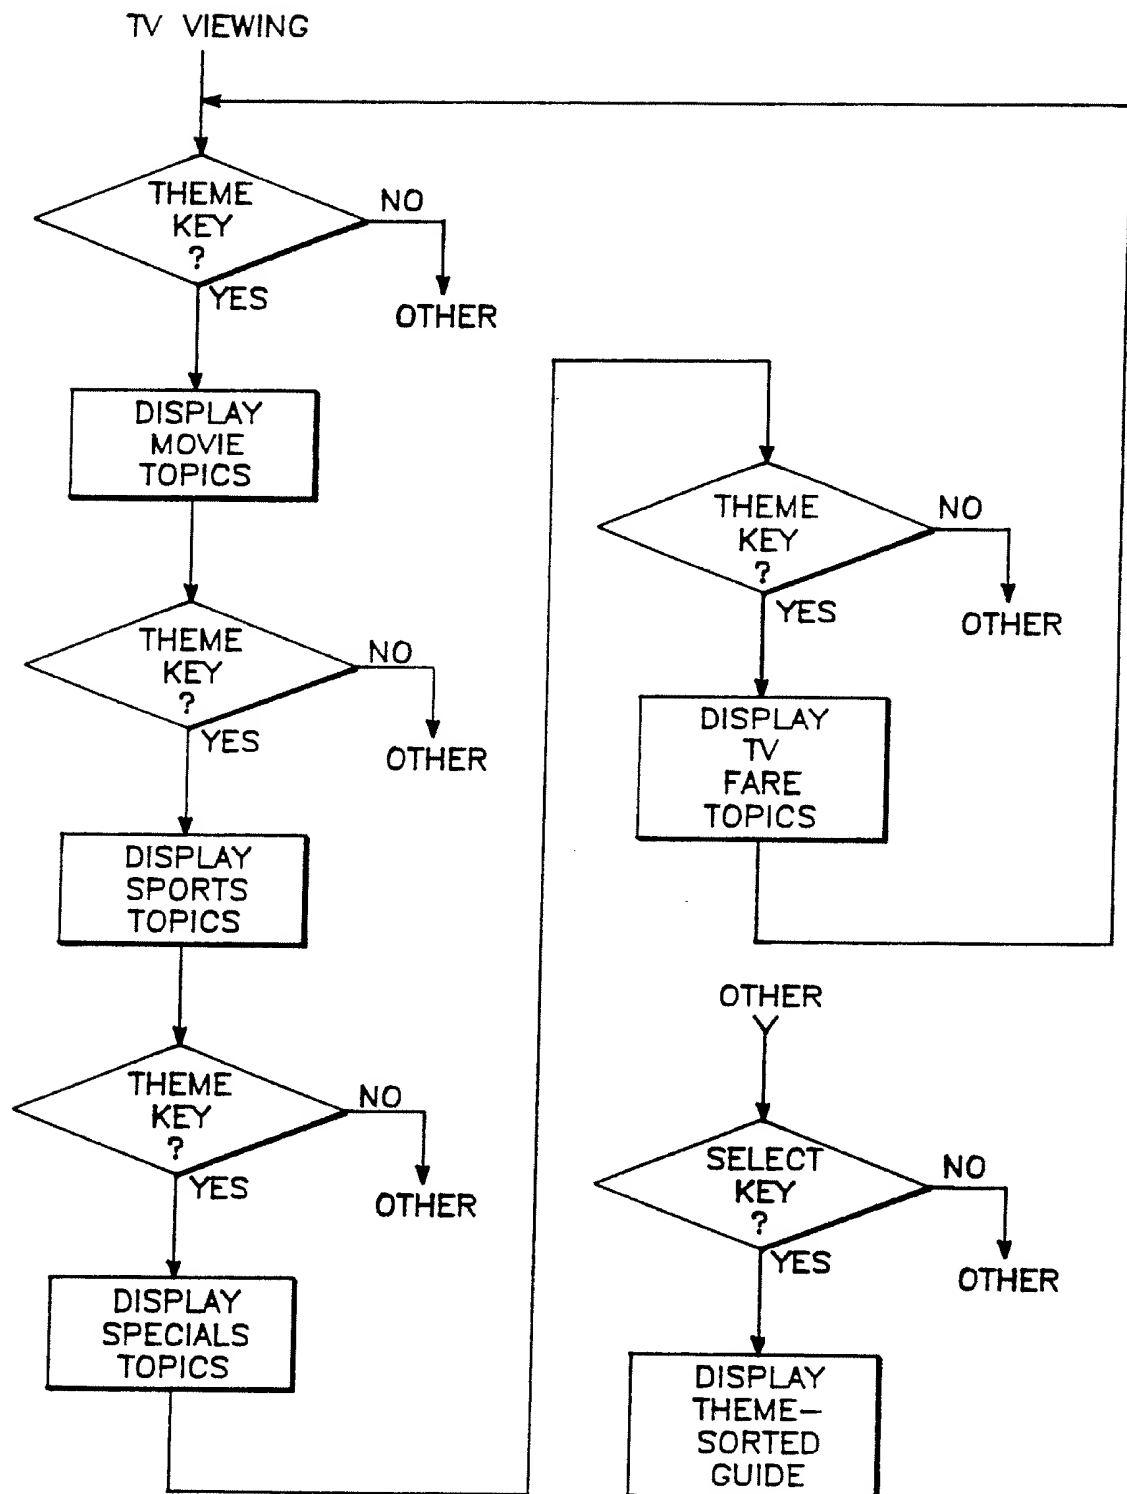 TV VIEWING
THEME
KEY
?
NO
YES
OTHER
DISPLAY
MOVIE
TOPICS
THEME
KEY
?
NO
YES
OTHER
DISPLAY
SPORTS
TOPICS
THEME
KEY
?
NO
YES
OTHER
DISPLAY
SPECIALS
TOPICS
THEME
KEY
?
NO
YES
OTHER
DISPLAY
TV
FARE
TOPICS
OTHER
SELECT
KEY
?
NO
YES
OTHER
DISPLAY
THEME-
SORTED
GUIDE